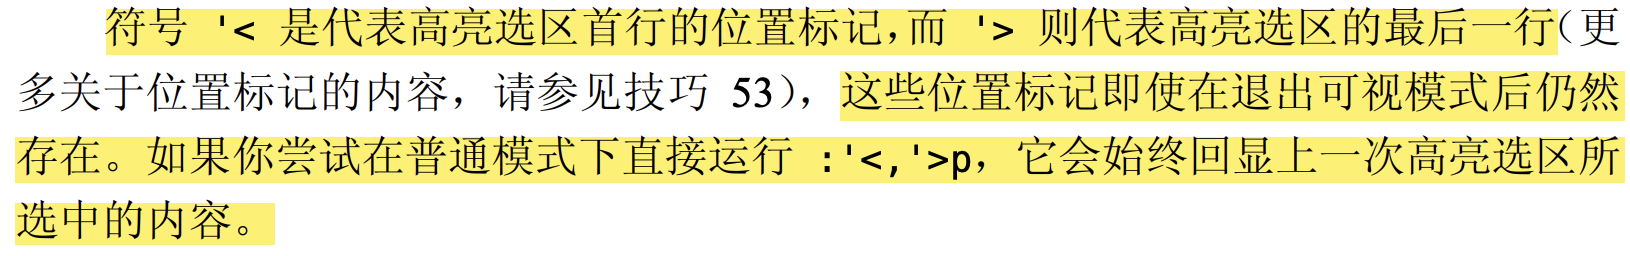 符号 '< 是代表高亮选区首行的位置标记,而 '> 则代表高亮选区的最后一行(更
多关于位置标记的内容，请参见技巧 53)，这些位置标记即使在退出可视模式后仍然
存在。如果你尝试在普通模式下直接运行 :'<,'>p，它会始终回显上一次高亮选区所
选中的内容。